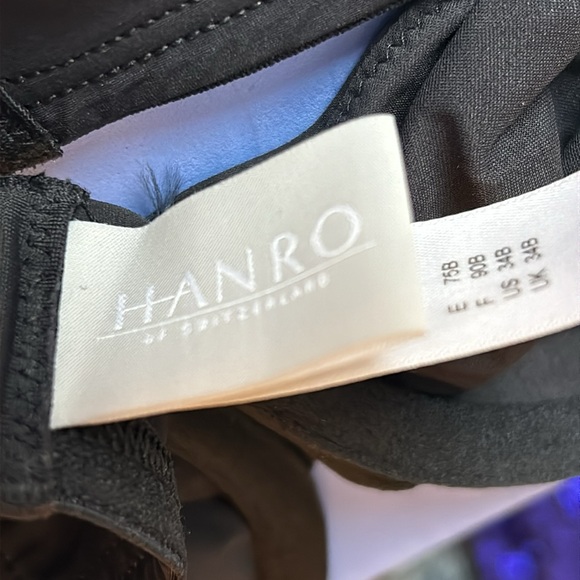 HANRO
OF SWITZERLAND
E 75B
F 90B
US 34B
UK 34B